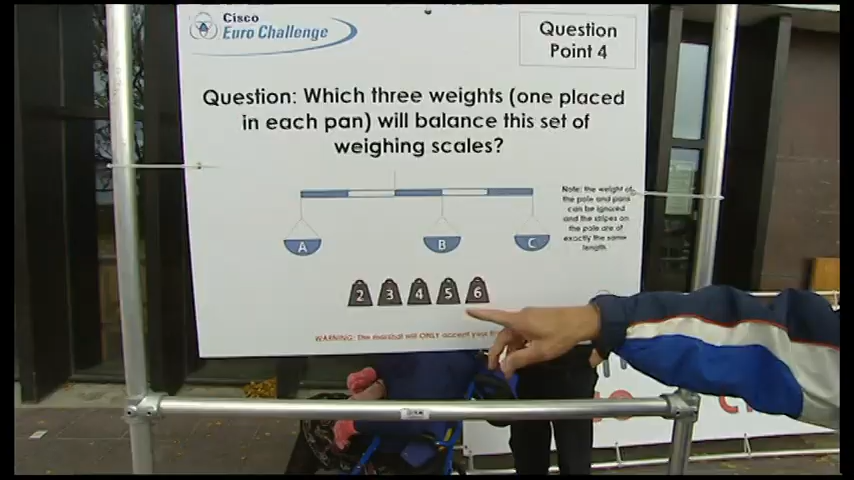 Cisco
Euro Challenge
Question
Point 4
Question: Which three weights (one placed
in each pan) will balance this set of
weighing scales?
Note: the weight of
the pole and pans
can be ignored
and the stripes on
the pole are of
exactly the same
length.
A
B
C
2 3 4 5 6
WARNING: The marshal will ONLY accept your